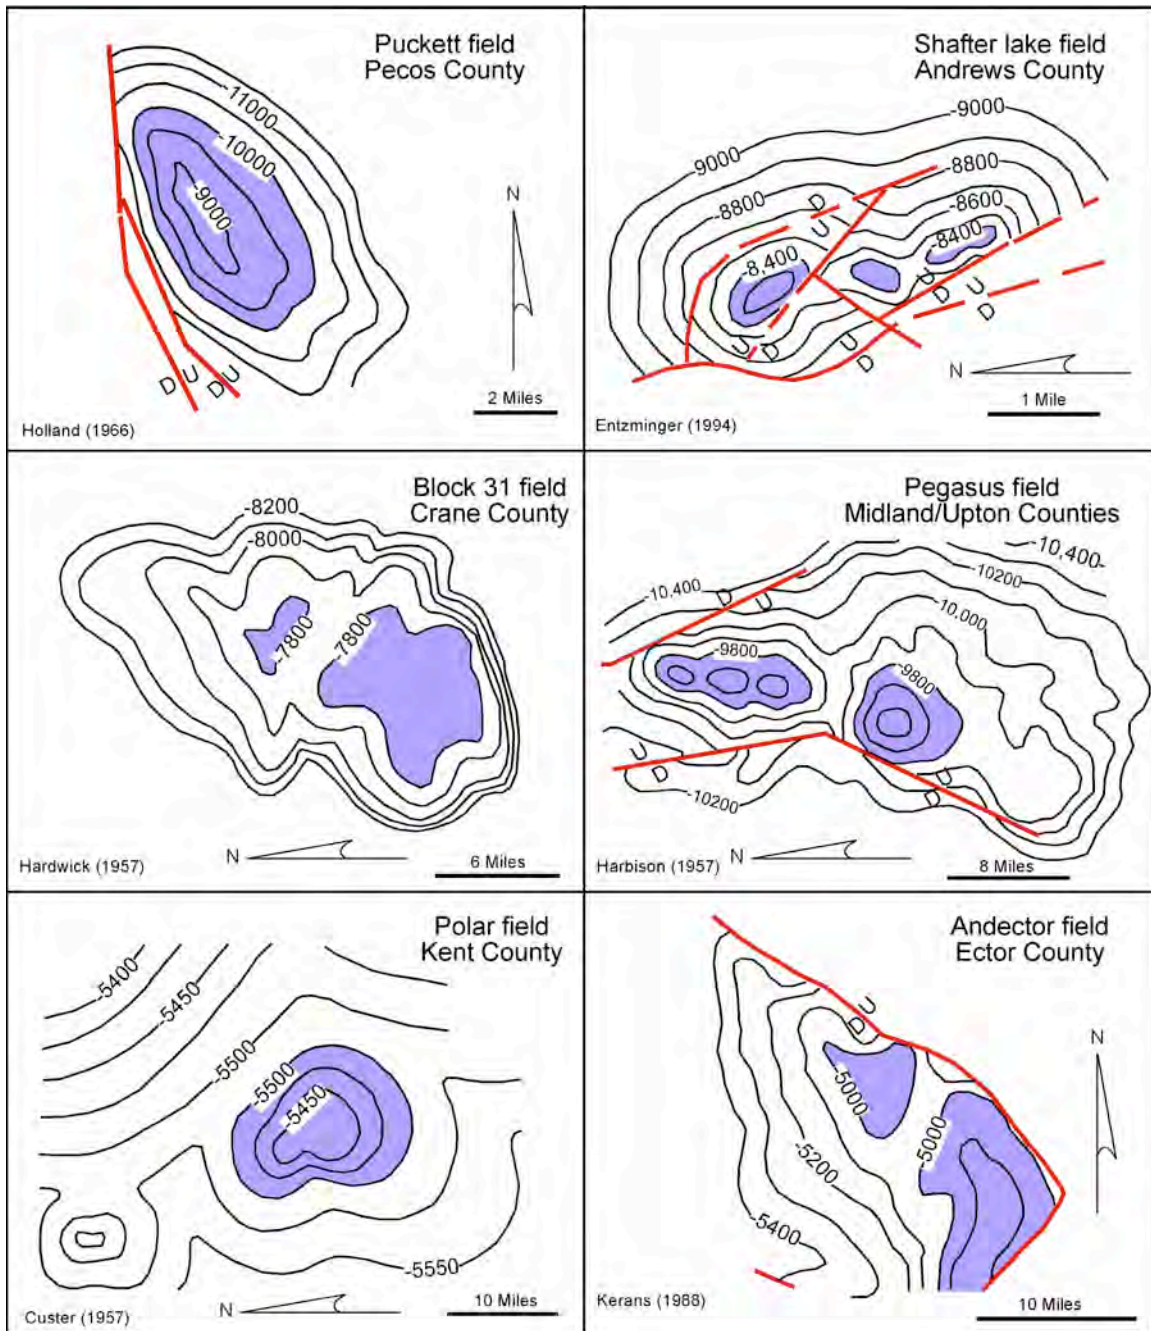 Puckett field
Pecos County
-11000
-10000
-9000
N
U
D
U
D
2 Miles
Holland (1966)
Shafter lake field
Andrews County
-9000
-9000
-8800
-8800
-8600
-8400
-8,400
D
U
U
D
U
D
U
D
U
D
N
1 Mile
Entzminger (1994)
Block 31 field
Crane County
-8200
-8000
-7800
-7800
N
6 Miles
Hardwick (1957)
Pegasus field
Midland/Upton Counties
-10,400
-10,400
-10200
-10,000
D
U
-9800
-9800
U
D
D
D
-10200
N
8 Miles
Harbison (1957)
Polar field
Kent County
-5400
-5450
-5500
-5500
-5450
-5550
N
10 Miles
Custer (1957)
Andector field
Ector County
U
D
-5000
-5000
-5200
-5400
N
10 Miles
Kerans (1988)